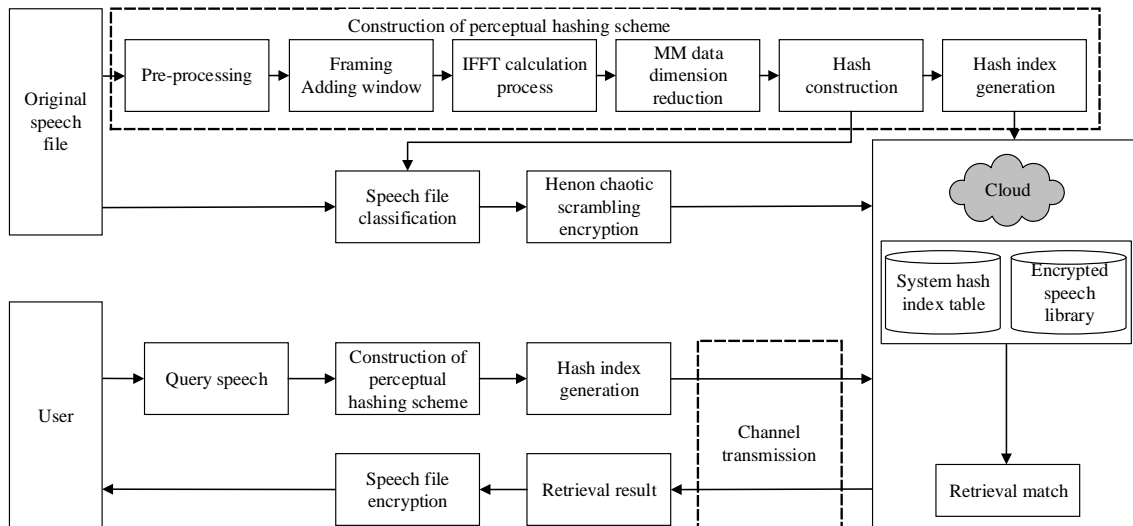 Construction of perceptual hashing scheme
Original
speech
file
Pre-processing
Framing
Adding window
IFFT calculation
process
MM data
dimension
reduction
Hash
construction
Hash index
generation
Speech file
classification
Henon chaotic
scrambling
encryption
Cloud
System hash
index table
Encrypted
speech
library
User
Query speech
Construction of
perceptual
hashing scheme
Hash index
generation
Channel
transmission
Speech file
encryption
Retrieval result
Retrieval match